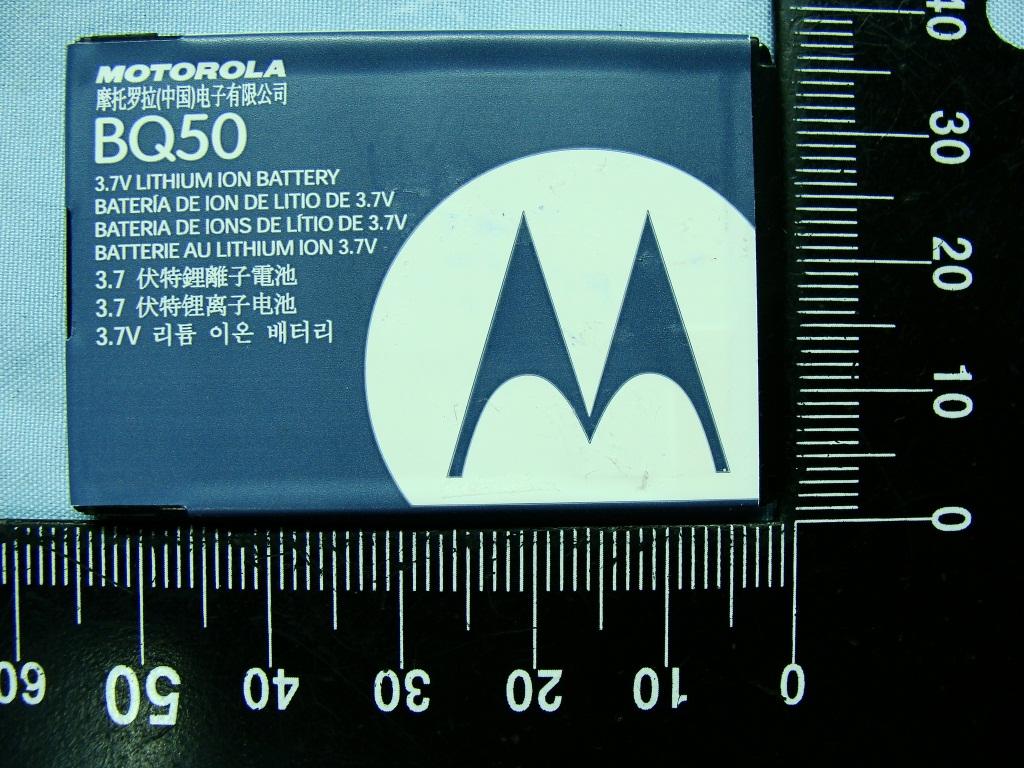 MOTOROLA
摩托罗拉(中国)电子有限公司
BQ50
3.7V LITHIUM ION BATTERY
BATERÍA DE ION DE LITIO DE 3.7V
BATERIA DE IONS DE LÍTIO DE 3.7V
BATTERIE AU LITHIUM ION 3.7V
3.7 伏特鋰離子電池
3.7 伏特锂离子电池
3.7V 리튬 이온 배터리
40
30
20
10
0
60 50 40 30 20 10 0